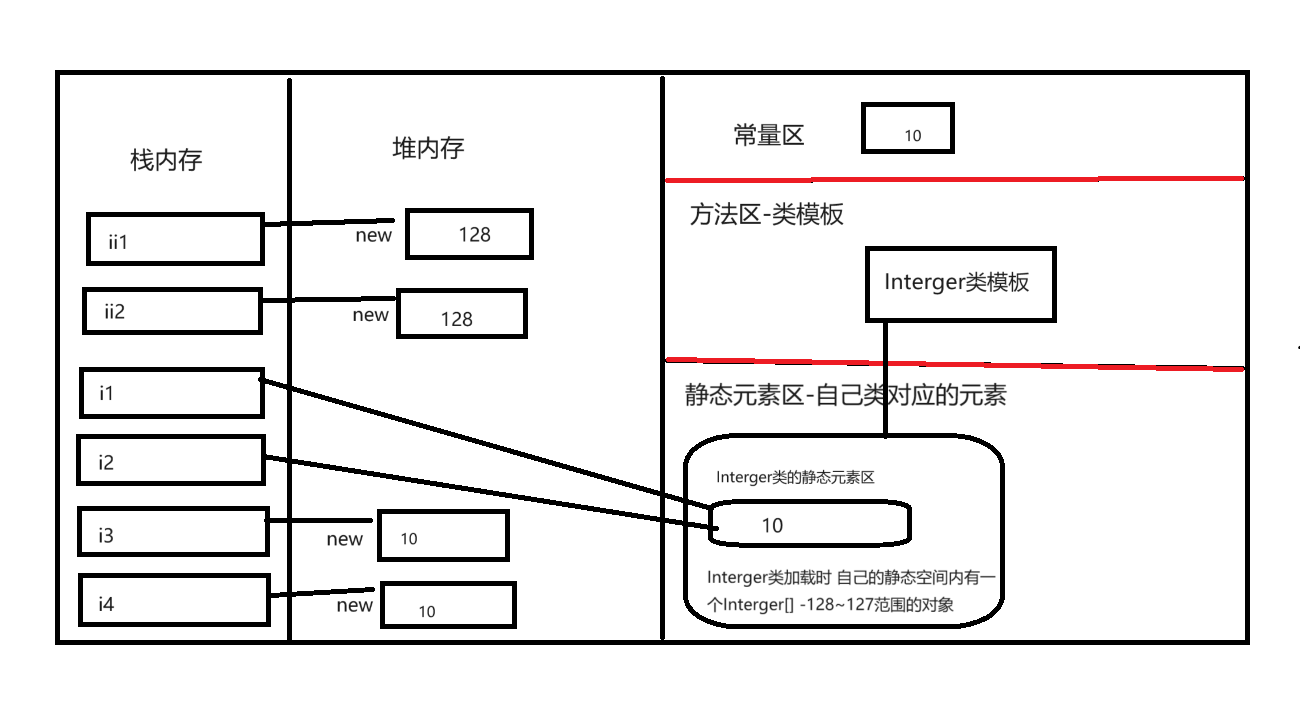 栈内存
堆内存
常量区
10
方法区-类模板
Interger类模板
静态元素区-自己类对应的元素
Interger类的静态元素区
10
Interger类加载时 自己的静态空间内有一
个Interger[] -128~127范围的对象
ii1
new
128
ii2
new
128
i1
i2
i3
new
10
i4
new
10